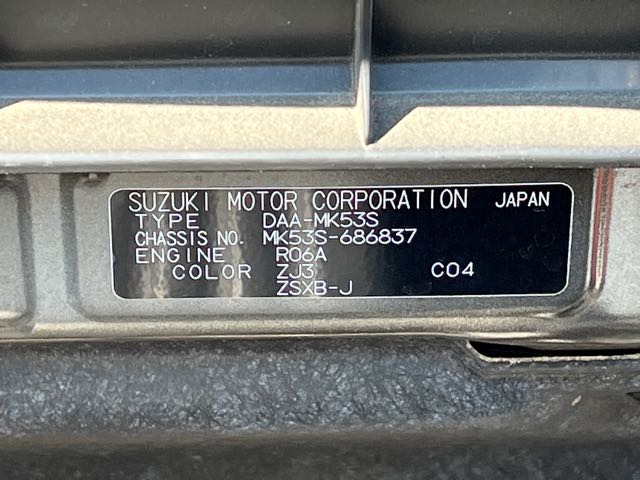 SUZUKI MOTOR CORPORATION JAPAN
TYPE DAA-MK53S
CHASSIS NO. MK53S-686837
ENGINE R06A
COLOR ZJ3 C04
ZSXB-J